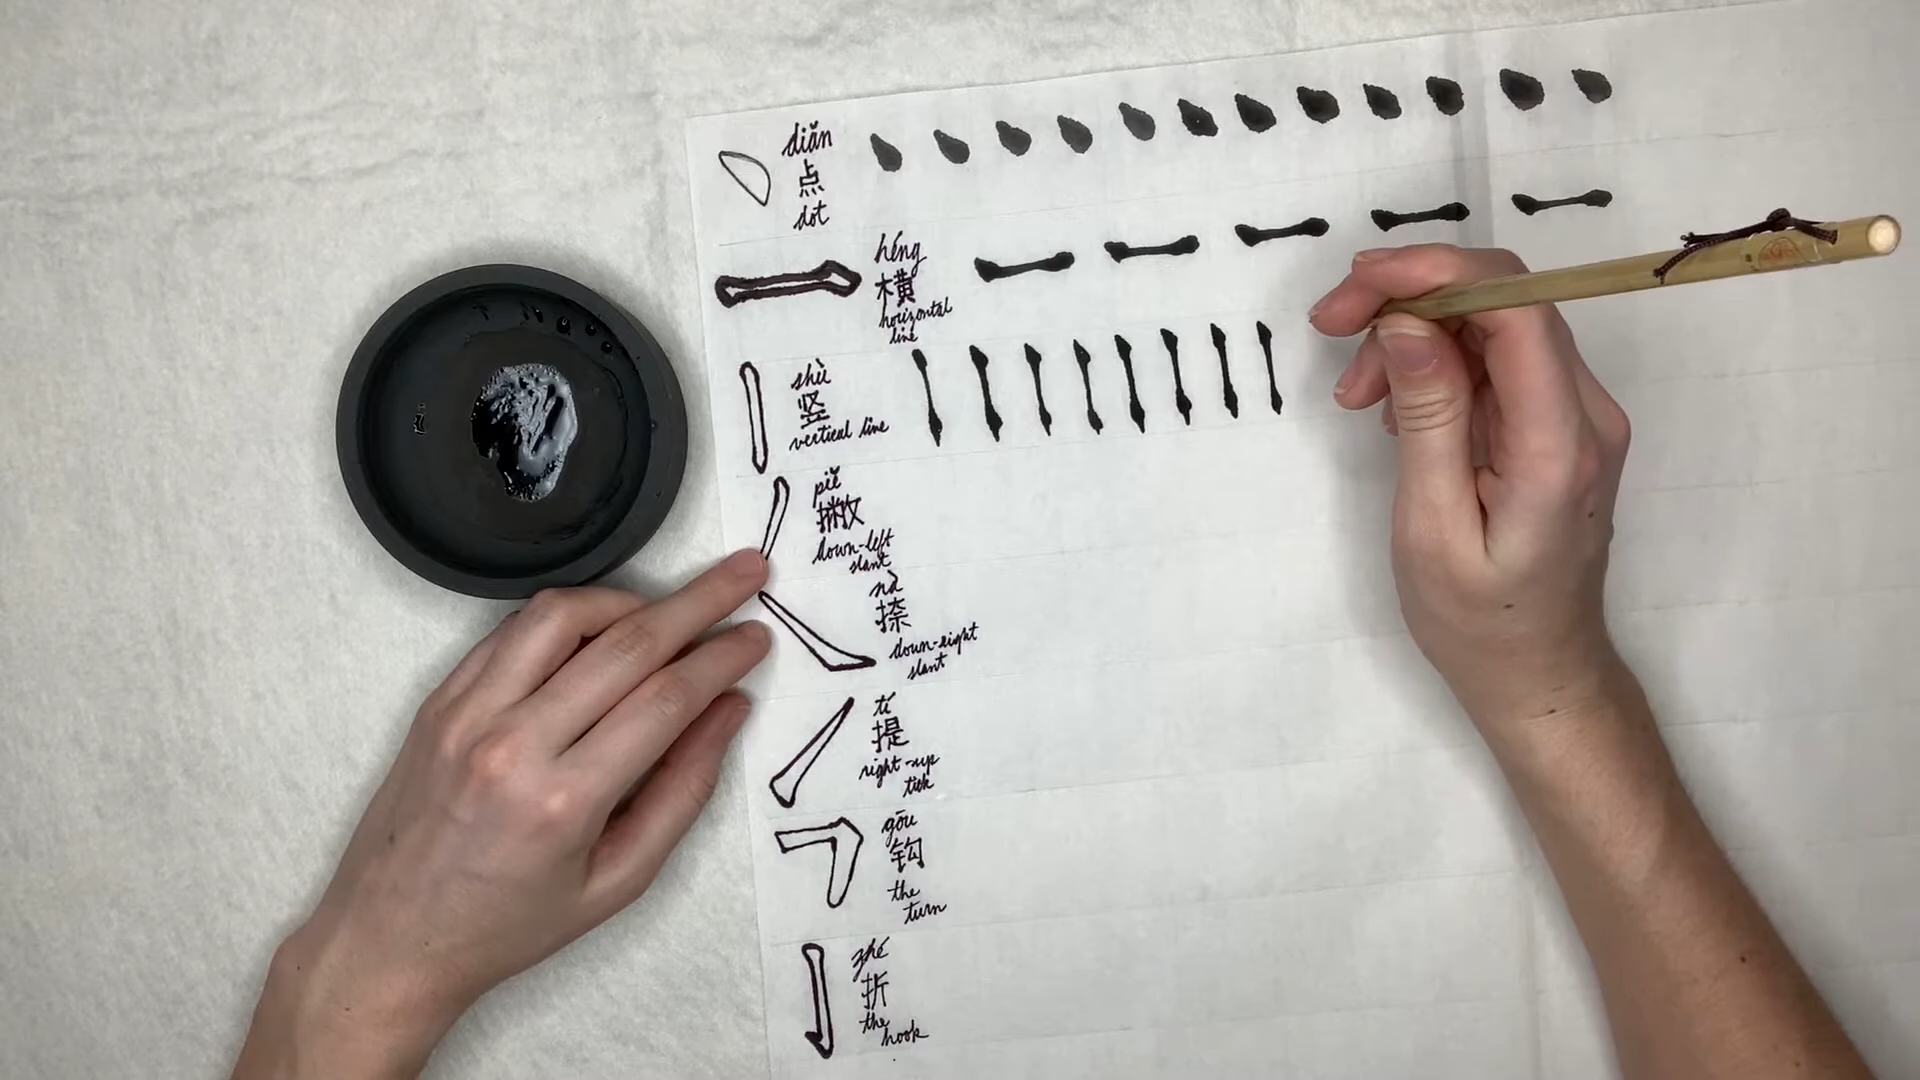 diǎn
点
dot
héng
横
horizontal
line
shù
竖
vertical line
piě
撇
down-left
slant
nà
捺
down-right
slant
tí
提
right-up
tick
gōu
钩
the
turn
zhé
折
the
hook